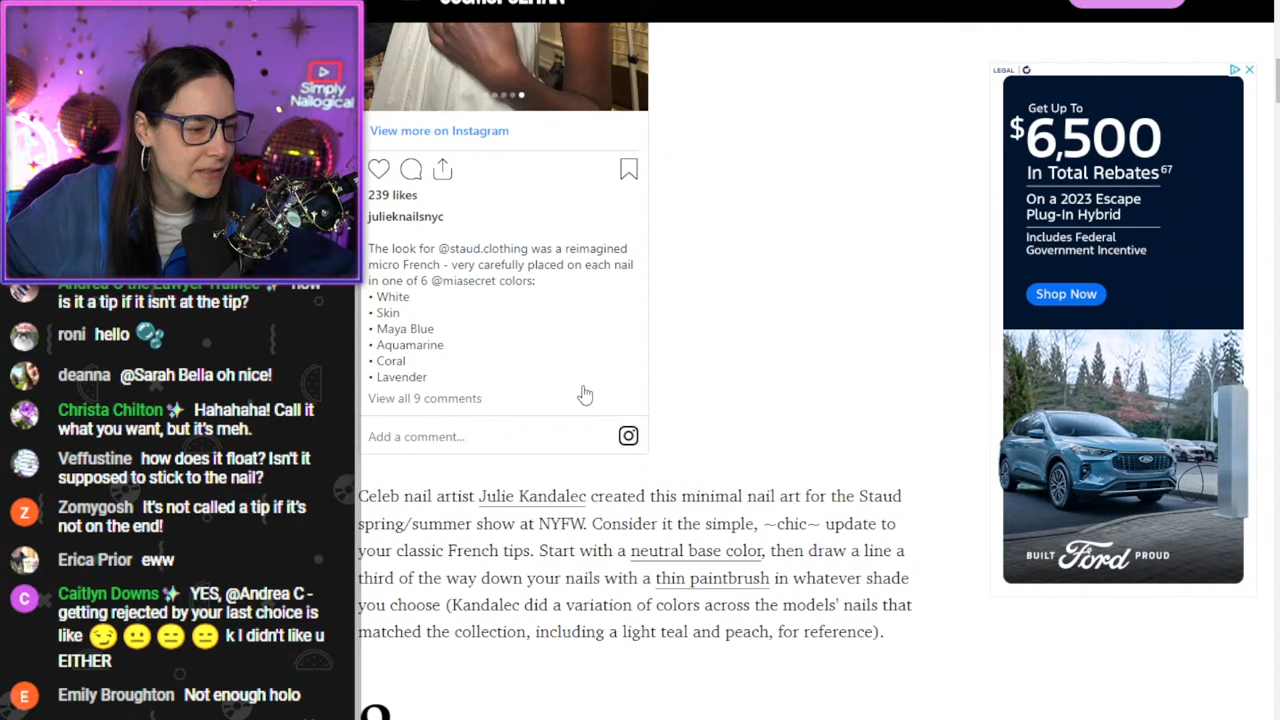 COSMOPOLITAN
Simply
Nailogical
is it a tip if it isn't at the tip?
roni hello
deanna @Sarah Bella oh nice!
Christa Chilton Hahahaha! Call it
what you want, but it's meh.
Veffustine how does it float? Isn't it
supposed to stick to the nail?
Zomygosh It's not called a tip if it's
not on the end!
Erica Prior eww
C
Caitlyn Downs YES, @Andrea C -
getting rejected by your last choice is
like 😏 😐 😑 😑 k I didn't like u
EITHER
Emily Broughton Not enough holo
View more on Instagram
239 likes
julieknailsnyc
The look for @staud.clothing was a reimagined
micro French - very carefully placed on each nail
in one of 6 @miasecret colors:
• White
• Skin
• Maya Blue
• Aquamarine
• Coral
• Lavender
View all 9 comments
Add a comment...
Celeb nail artist Julie Kandalec created this minimal nail art for the Staud
spring/summer show at NYFW. Consider it the simple, ~chic~ update to
your classic French tips. Start with a neutral base color, then draw a line a
third of the way down your nails with a thin paintbrush in whatever shade
you choose (Kandalec did a variation of colors across the models' nails that
matched the collection, including a light teal and peach, for reference).
LEGAL
Get Up To
$6,500
In Total Rebates67
On a 2023 Escape
Plug-In Hybrid
Includes Federal
Government Incentive
Shop Now
BUILT Ford PROUD